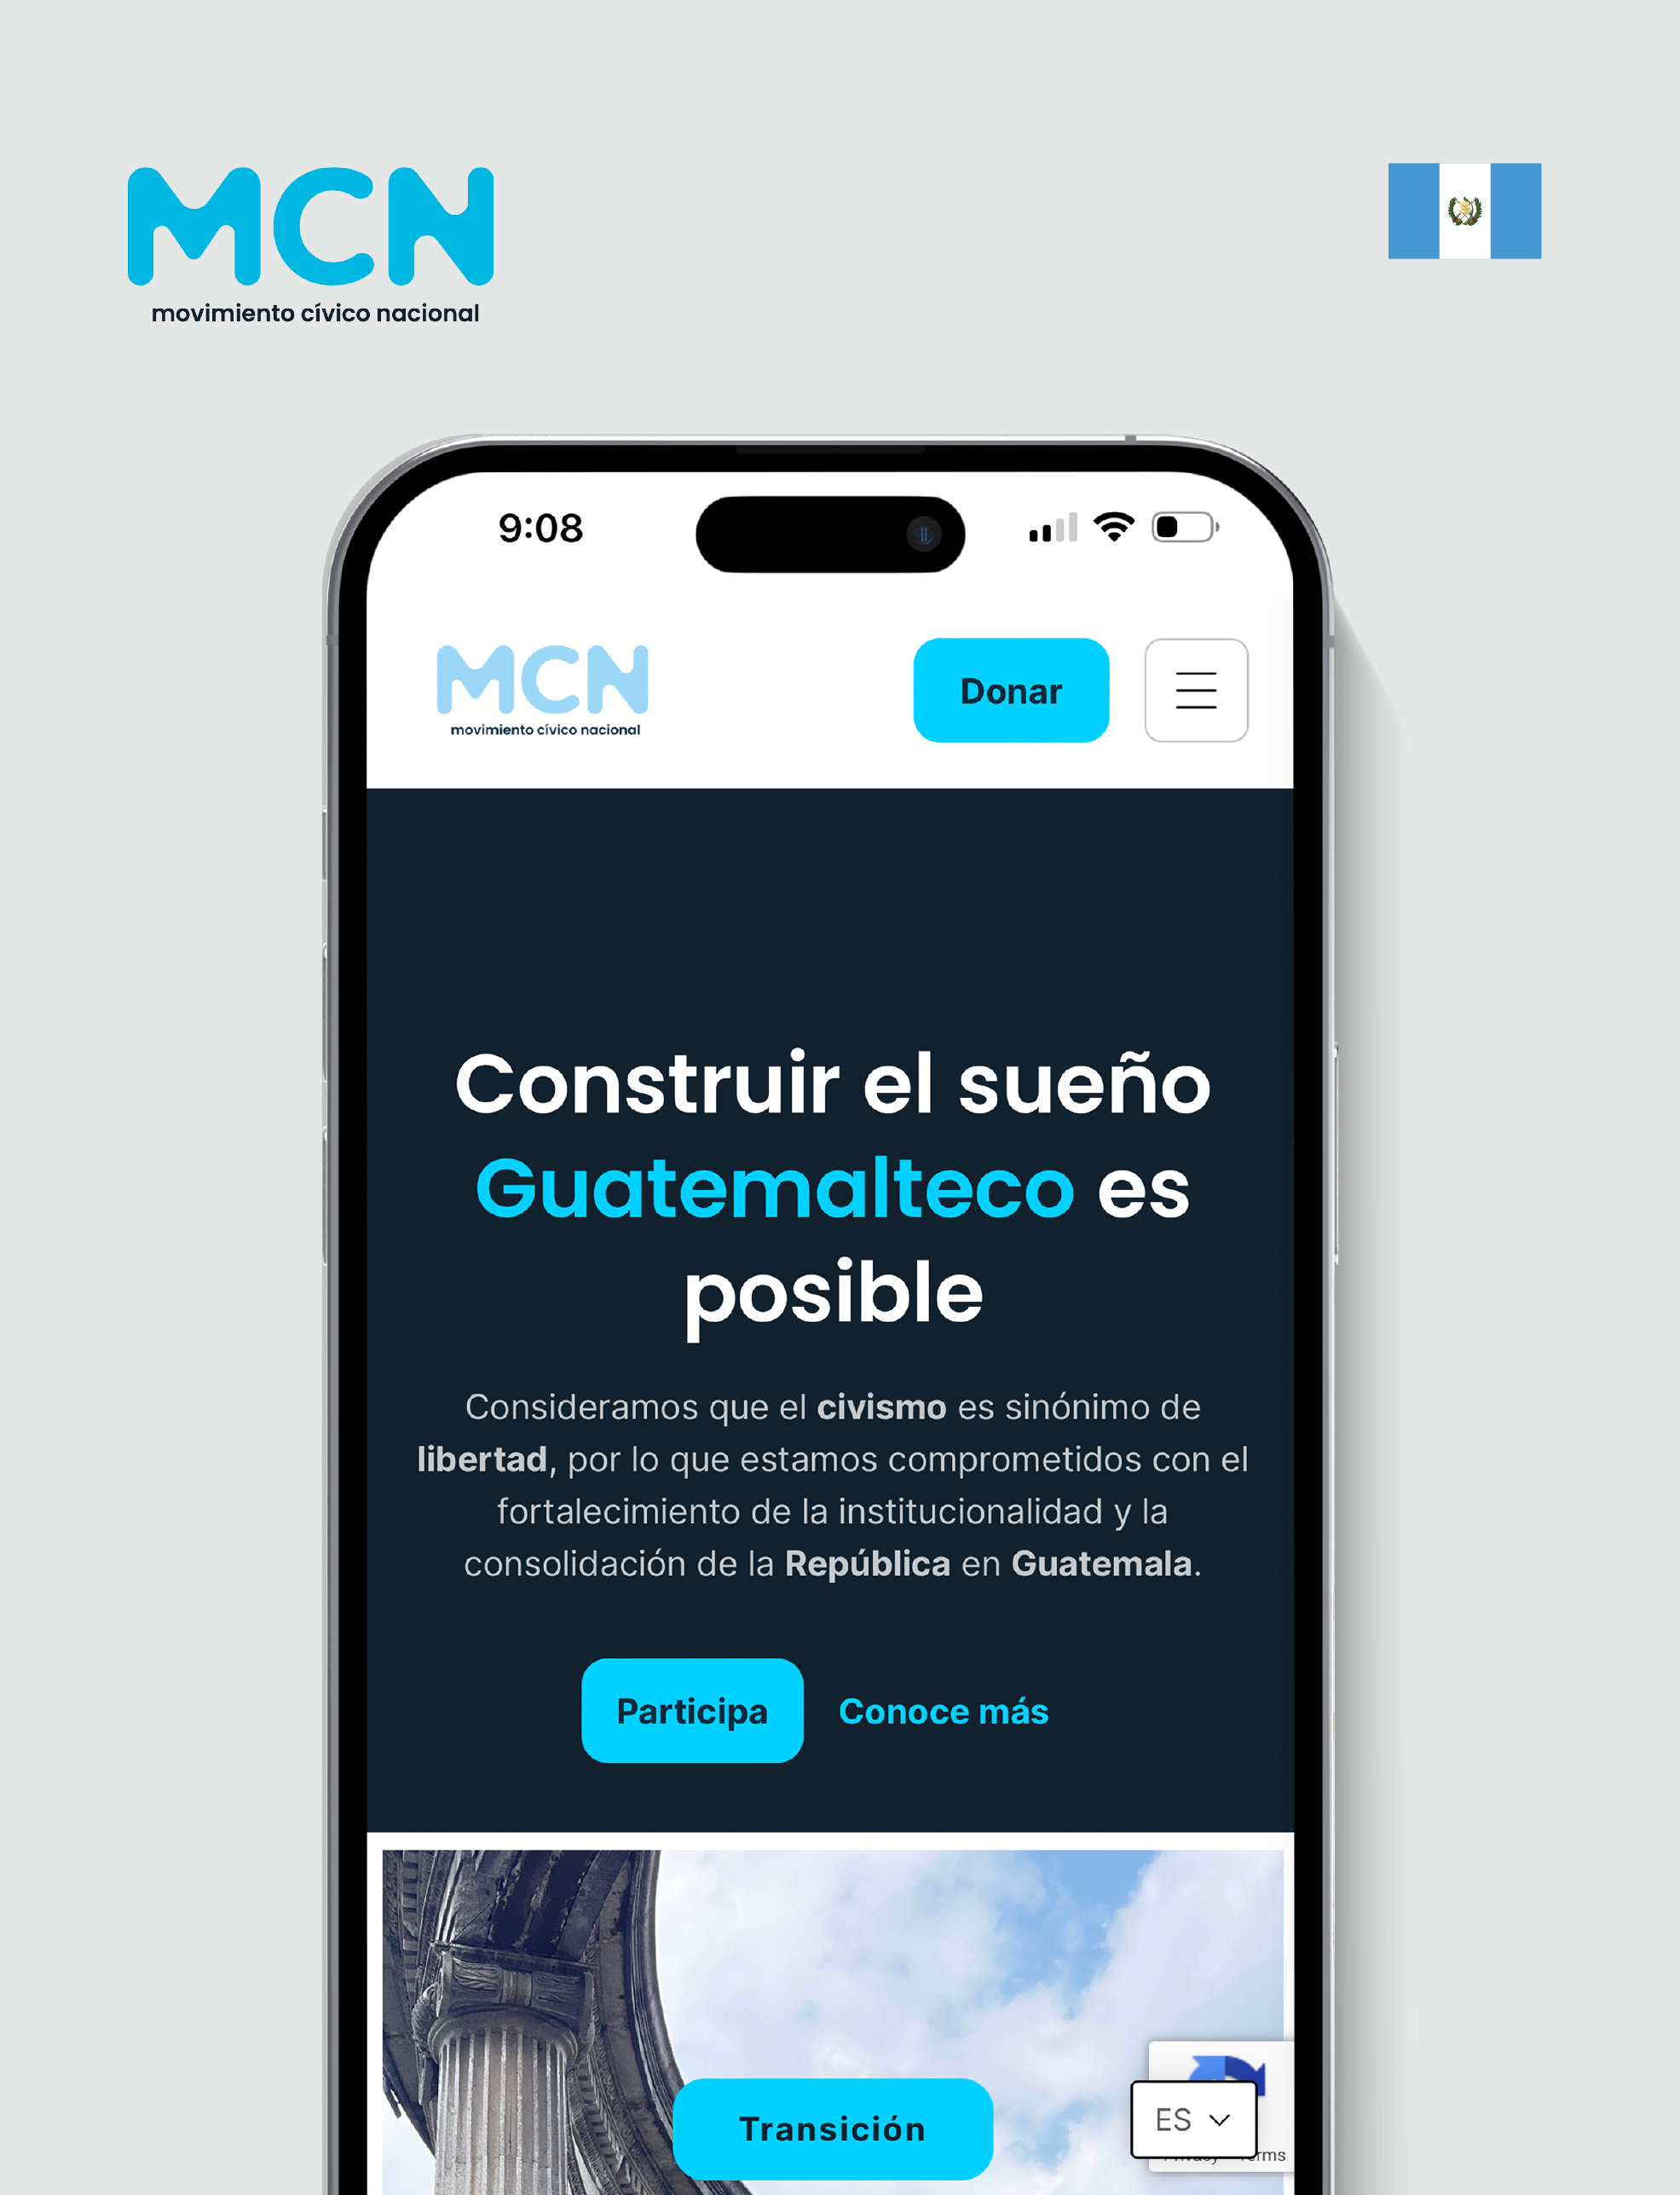 MCN
movimiento cívico nacional
9:08
MCN
movimiento cívico nacional
Donar
Construir el sueño
Guatemalteco es
posible
Consideramos que el civismo es sinónimo de
libertad, por lo que estamos comprometidos con el
fortalecimiento de la institucionalidad y la
consolidación de la República en Guatemala.
Participa
Conoce más
Transición
ES